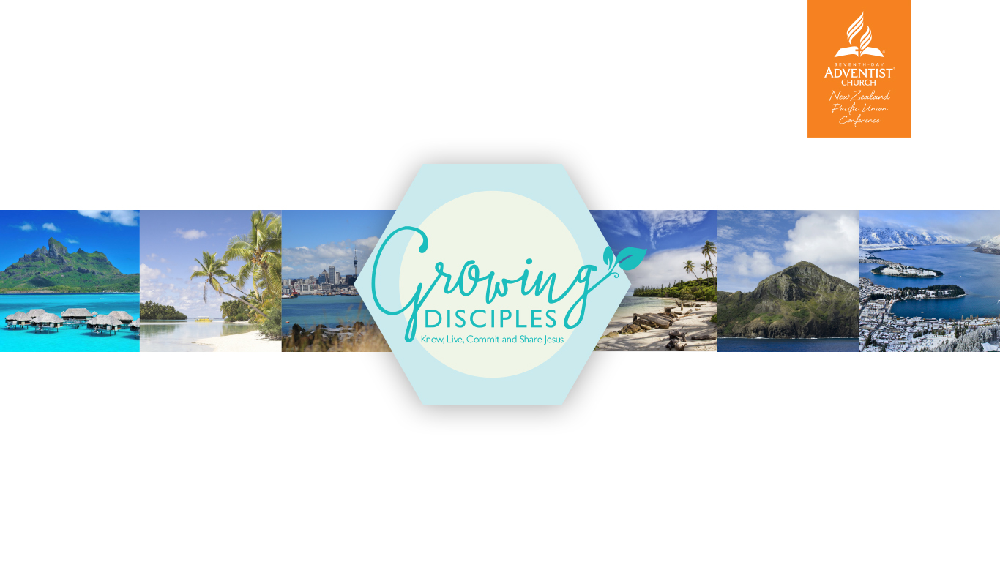 SEVENTH-DAY
ADVENTIST
CHURCH
New Zealand
Pacific Union
Conference
Growing
DISCIPLES
Know, Live, Commit and Share Jesus